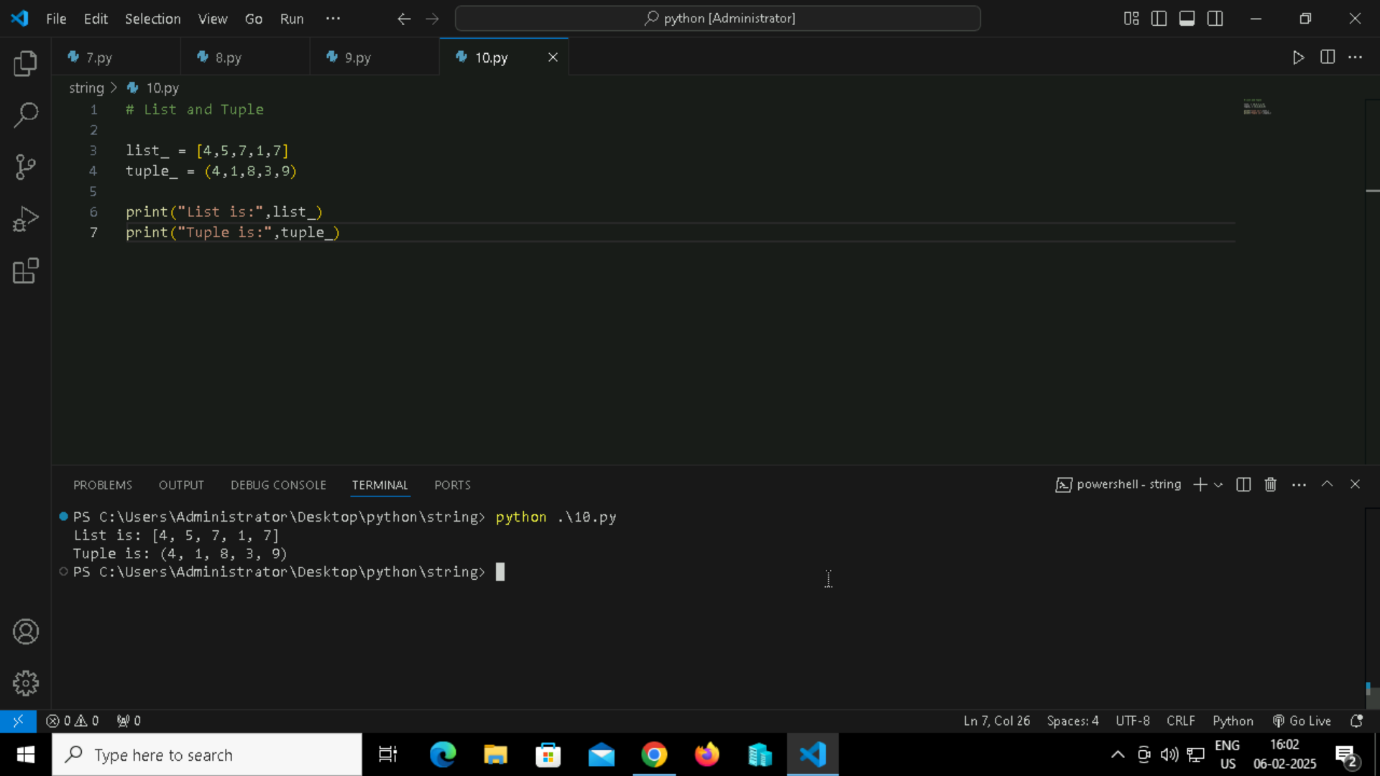 File Edit Selection View Go Run ··· python [Administrator]
7.py 8.py 9.py 10.py
string > 10.py
1 # List and Tuple
2
3 list_ = [4,5,7,1,7]
4 tuple_ = (4,1,8,3,9)
5
6 print("List is:",list_)
7 print("Tuple is:",tuple_)
PROBLEMS OUTPUT DEBUG CONSOLE TERMINAL PORTS powershell - string
PS C:\Users\Administrator\Desktop\python\string> python .\10.py
List is: [4, 5, 7, 1, 7]
Tuple is: (4, 1, 8, 3, 9)
PS C:\Users\Administrator\Desktop\python\string>
0 0 0 Ln 7, Col 26 Spaces: 4 UTF-8 CRLF Python Go Live
Type here to search ENG US 16:02 06-02-2025 2